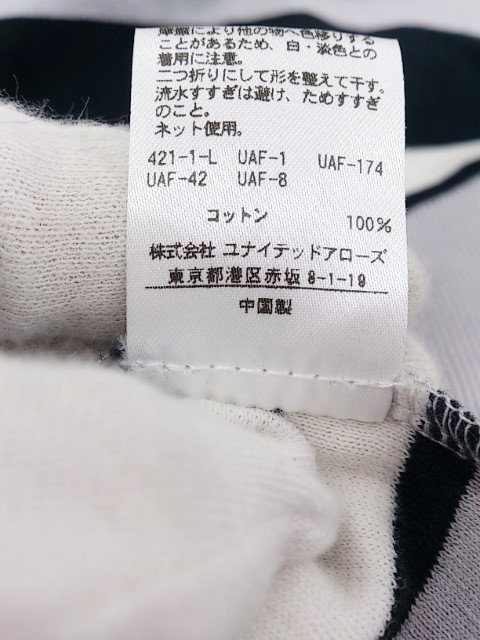 摩擦により他の物へ色移りする
ことがあるため、白・淡色との
着用に注意。
二つ折りにして形を整えて干す。
流水すすぎは避け、ためすすぎ
のこと。
ネット使用。
421-1-L UAF-1 UAF-174
UAF-42 UAF-8
コットン 100%
株式会社 ユナイテッドアローズ
東京都港区赤坂 8-1-19
中国製